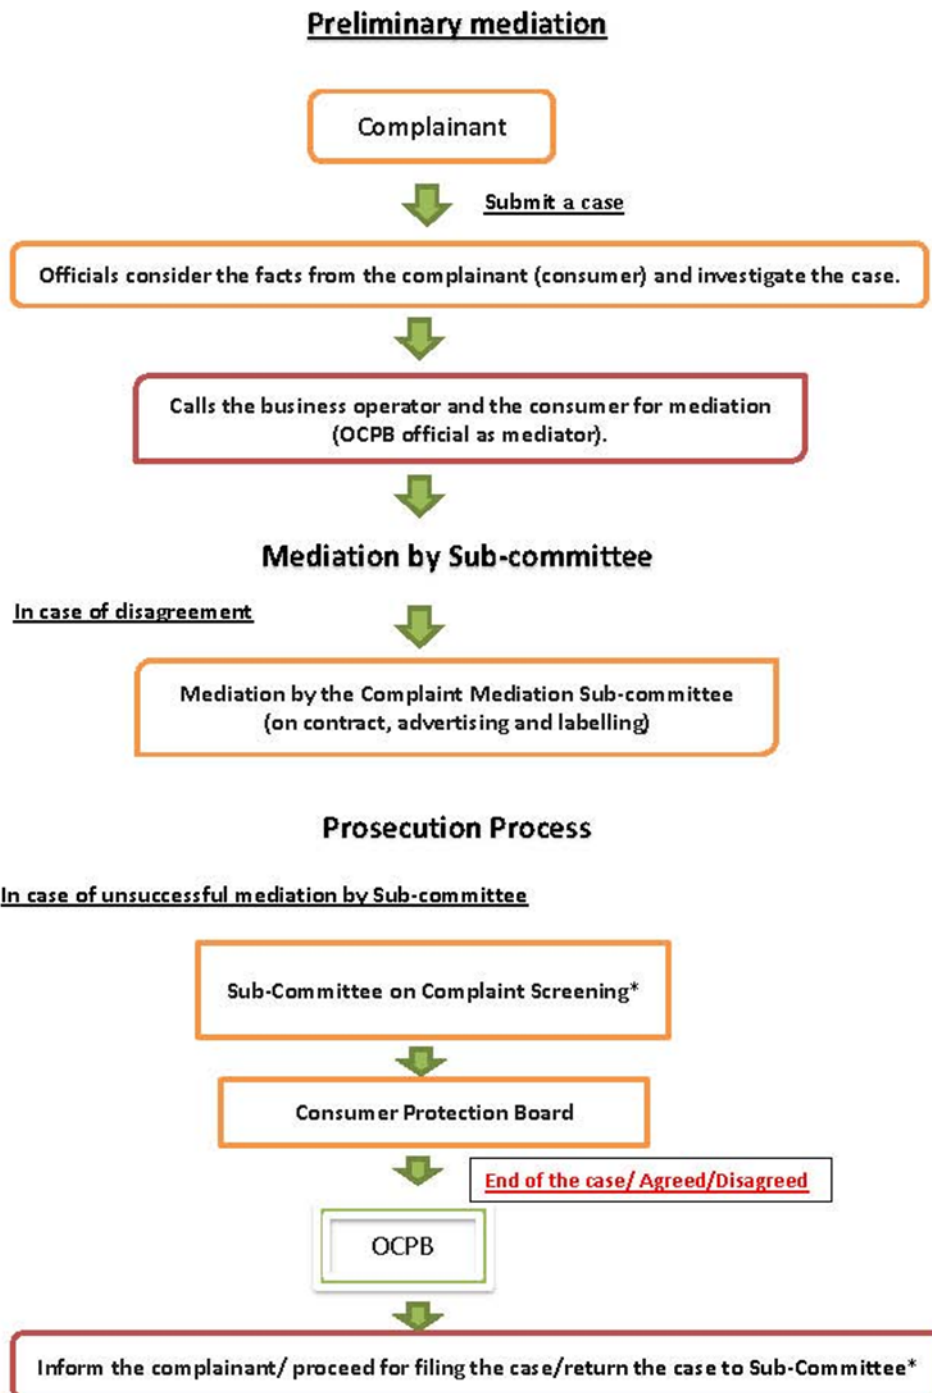 Preliminary mediation
Complainant
Submit a case
Officials consider the facts from the complainant (consumer) and investigate the case.
Calls the business operator and the consumer for mediation
(OCPB official as mediator).
Mediation by Sub-committee
In case of disagreement
Mediation by the Complaint Mediation Sub-committee
(on contract, advertising and labelling)
Prosecution Process
In case of unsuccessful mediation by Sub-committee
Sub-Committee on Complaint Screening*
Consumer Protection Board
End of the case/ Agreed/Disagreed
OCPB
Inform the complainant/ proceed for filing the case/return the case to Sub-Committee*